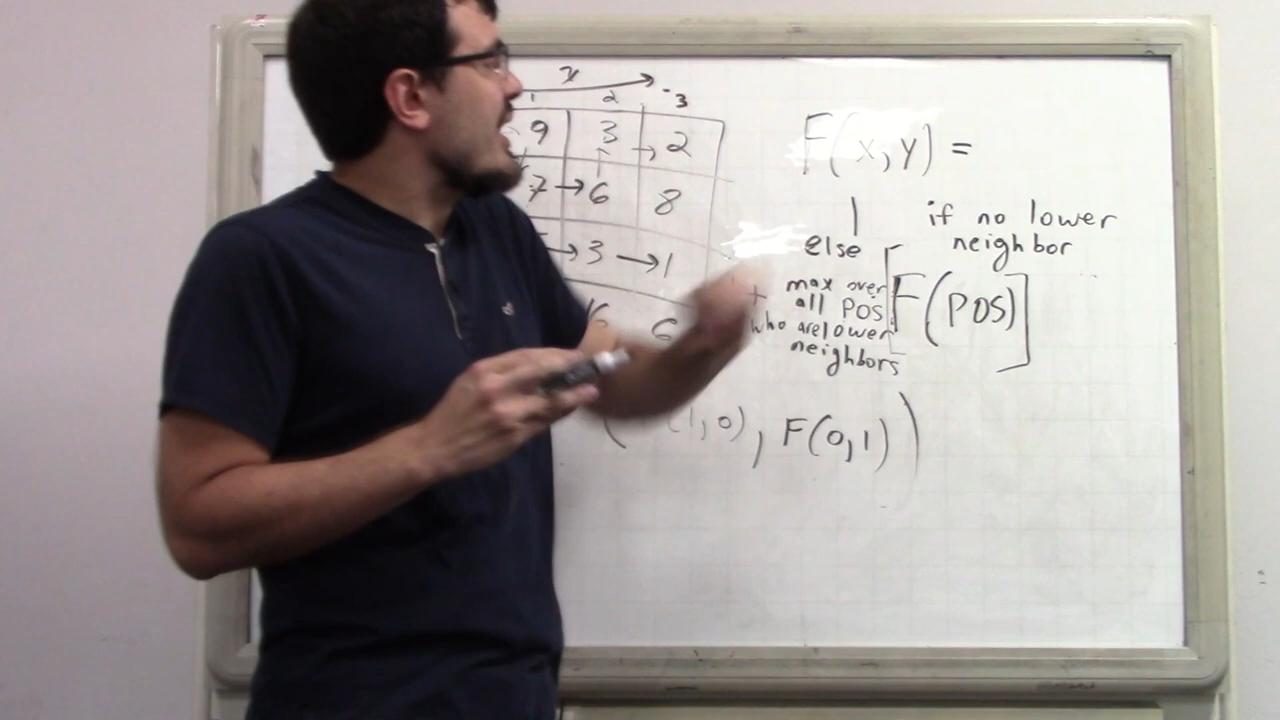 x
1 2 3
9 3 2
7 → 6 8
→ 3 → 1
6 6
F(x,y) =
1 if no lower
neighbor
else
max over
all POS
who are lower
neighbors
[F(POS)]
(1,0), F(0,1))